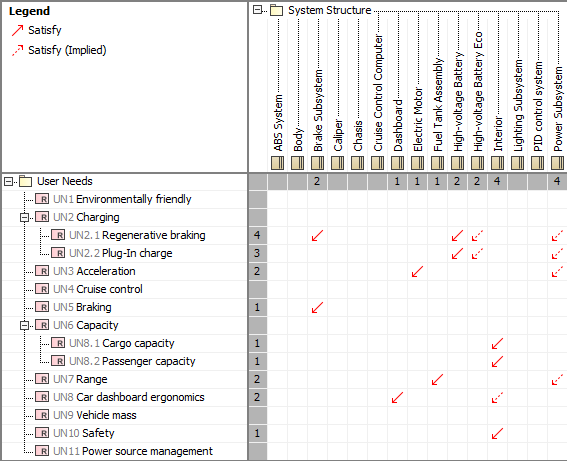 Legend
Satisfy
Satisfy (Implied)
System Structure
ABS System
Body
Brake Subsystem
Caliper
Chasis
Cruise Control Computer
Dashboard
Electric Motor
Fuel Tank Assembly
High-voltage Battery
High-voltage Battery Eco
Interior
Lighting Subsystem
PID control system
Power Subsystem
User Needs 2 1 1 1 2 2 4 4
R UN1 Environmentally friendly
R UN2 Charging
R UN2.1 Regenerative braking 4
R UN2.2 Plug-In charge 3
R UN3 Acceleration 2
R UN4 Cruise control
R UN5 Braking 1
R UN6 Capacity
R UN8.1 Cargo capacity 1
R UN8.2 Passenger capacity 1
R UN7 Range 2
R UN8 Car dashboard ergonomics 2
R UN9 Vehicle mass
R UN10 Safety 1
R UN11 Power source management